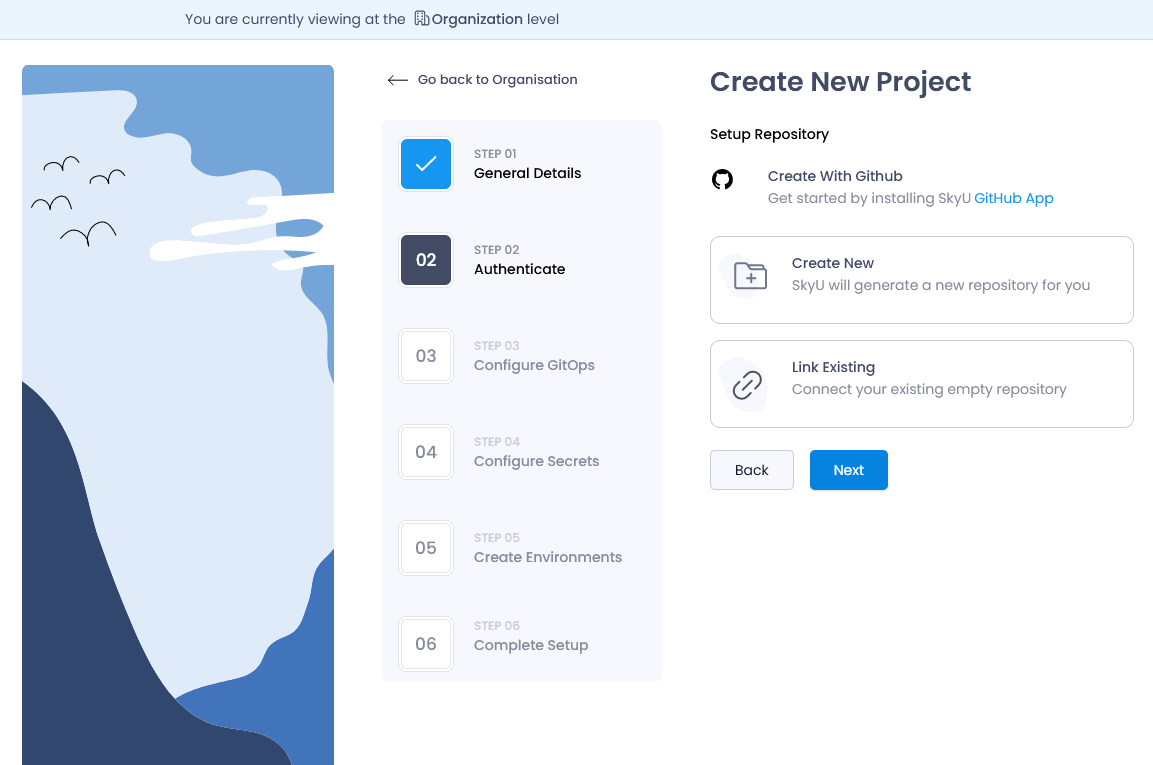 You are currently viewing at the Organization level
Go back to Organisation
STEP 01
General Details
02
STEP 02
Authenticate
03
STEP 03
Configure GitOps
04
STEP 04
Configure Secrets
05
STEP 05
Create Environments
06
STEP 06
Complete Setup
Create New Project
Setup Repository
Create With Github
Get started by installing SkyU GitHub App
Create New
SkyU will generate a new repository for you
Link Existing
Connect your existing empty repository
Back
Next